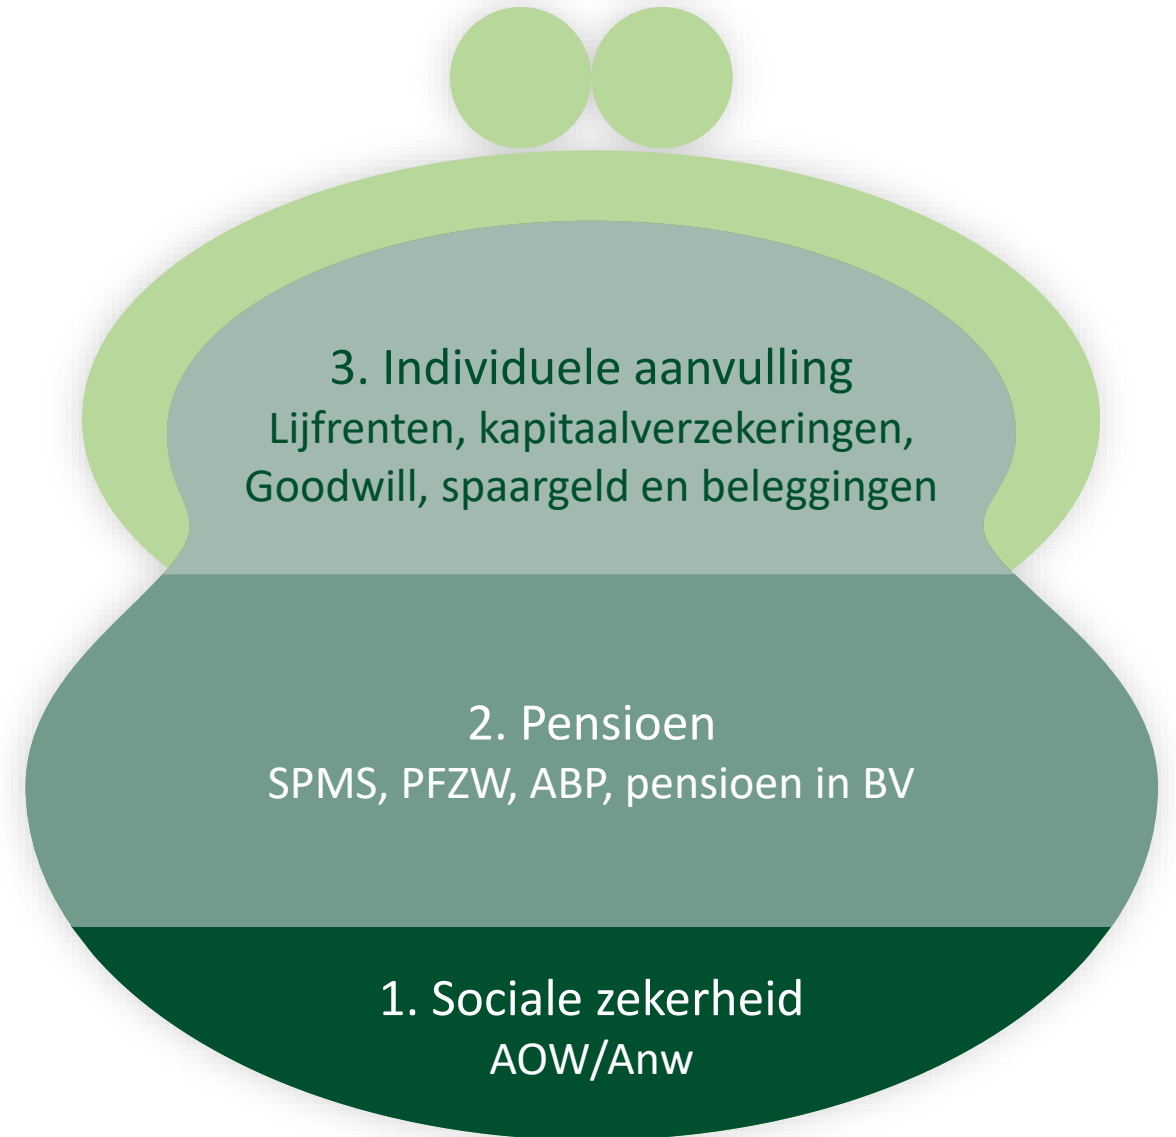 3. Individuele aanvulling
Lijfrenten, kapitaalverzekeringen,
Goodwill, spaargeld en beleggingen
2. Pensioen
SPMS, PFZW, ABP, pensioen in BV
1. Sociale zekerheid
AOW/Anw